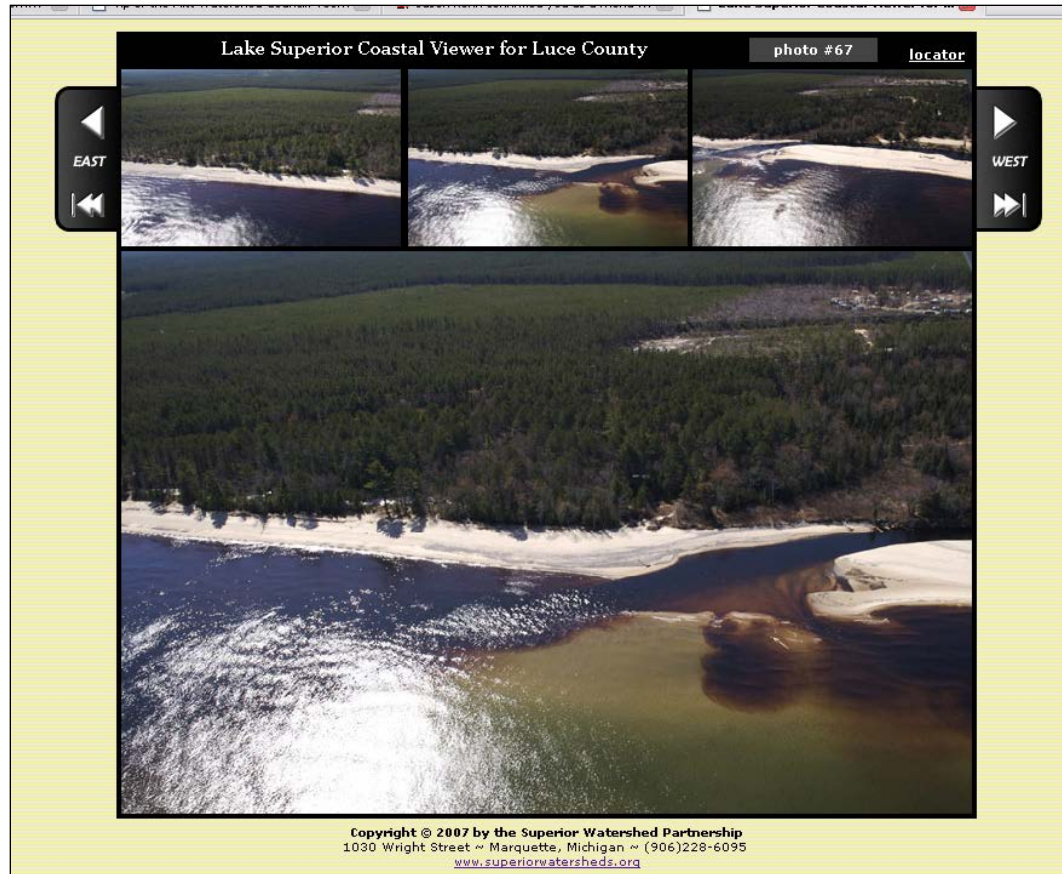 Lake Superior Coastal Viewer for Luce County
photo #67
locator
EAST
WEST
Copyright © 2007 by the Superior Watershed Partnership
1030 Wright Street ~ Marquette, Michigan ~ (906)228-6095
www.superiorwatersheds.org